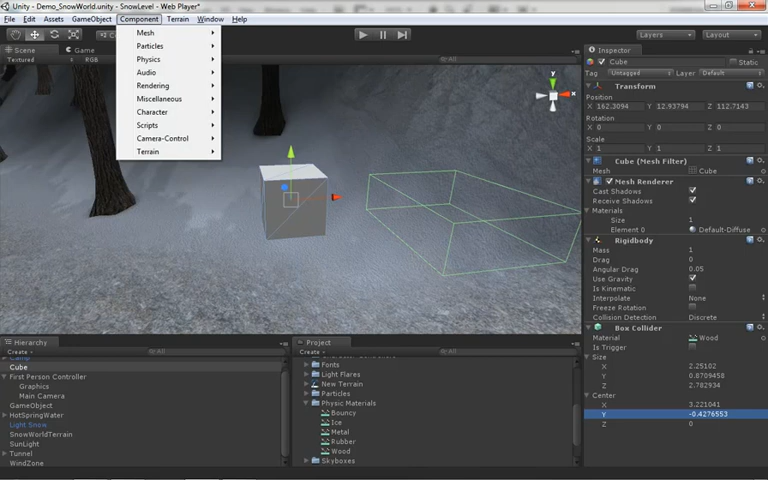 Unity - Demo_SnowWorld.unity - SnowLevel - Web Player*
File Edit Assets GameObject Component Terrain Window Help
Layers Layout
Mesh
Particles
Physics
Audio
Rendering
Miscellaneous
Character
Scripts
Camera-Control
Terrain
Scene Game
Textured RGB All
y
x
Inspector
Cube Static
Tag Untagged Layer Default
Transform
Position
X 162.3094 Y 12.93794 Z 112.7143
Rotation
X 0 Y 0 Z 0
Scale
X 1 Y 1 Z 1
Cube (Mesh Filter)
Mesh Cube
Mesh Renderer
Cast Shadows
Receive Shadows
Materials
Size 1
Element 0 Default-Diffuse
Rigidbody
Mass 1
Drag 0
Angular Drag 0.05
Use Gravity
Is Kinematic
Interpolate None
Freeze Rotation
Collision Detection Discrete
Box Collider
Material Wood
Is Trigger
Size
X 2.25102
Y 0.8709458
Z 2.782934
Center
X 3.221041
Y -0.4276553
Z 0
Hierarchy
Create All
Camp
Cube
First Person Controller
Graphics
Main Camera
GameObject
HotSpringWater
Light Snow
SnowWorldTerrain
SunLight
Tunnel
WindZone
Project
Create All
Fonts
Light Flares
New Terrain
Particles
Physic Materials
Bouncy
Ice
Metal
Rubber
Wood
Skyboxes